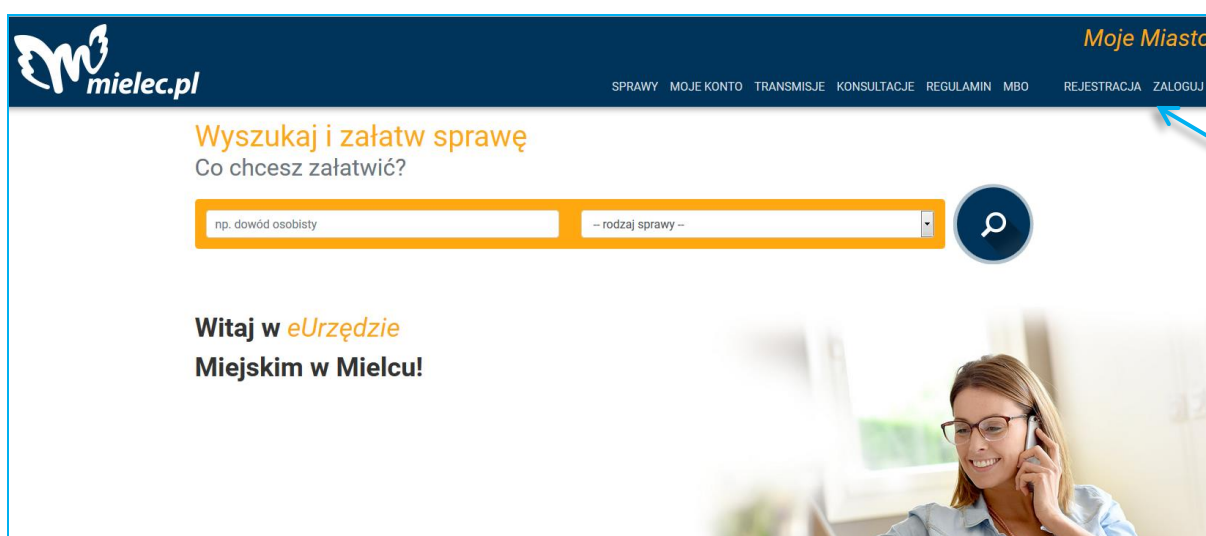 Moje Miasto
mielec.pl
SPRAWY MOJE KONTO TRANSMISJE KONSULTACJE REGULAMIN MBO REJESTRACJA ZALOGUJ
Wyszukaj i załatw sprawę
Co chcesz załatwić?
np. dowód osobisty
-- rodzaj sprawy --
Witaj w eUrzędzie
Miejskim w Mielcu!